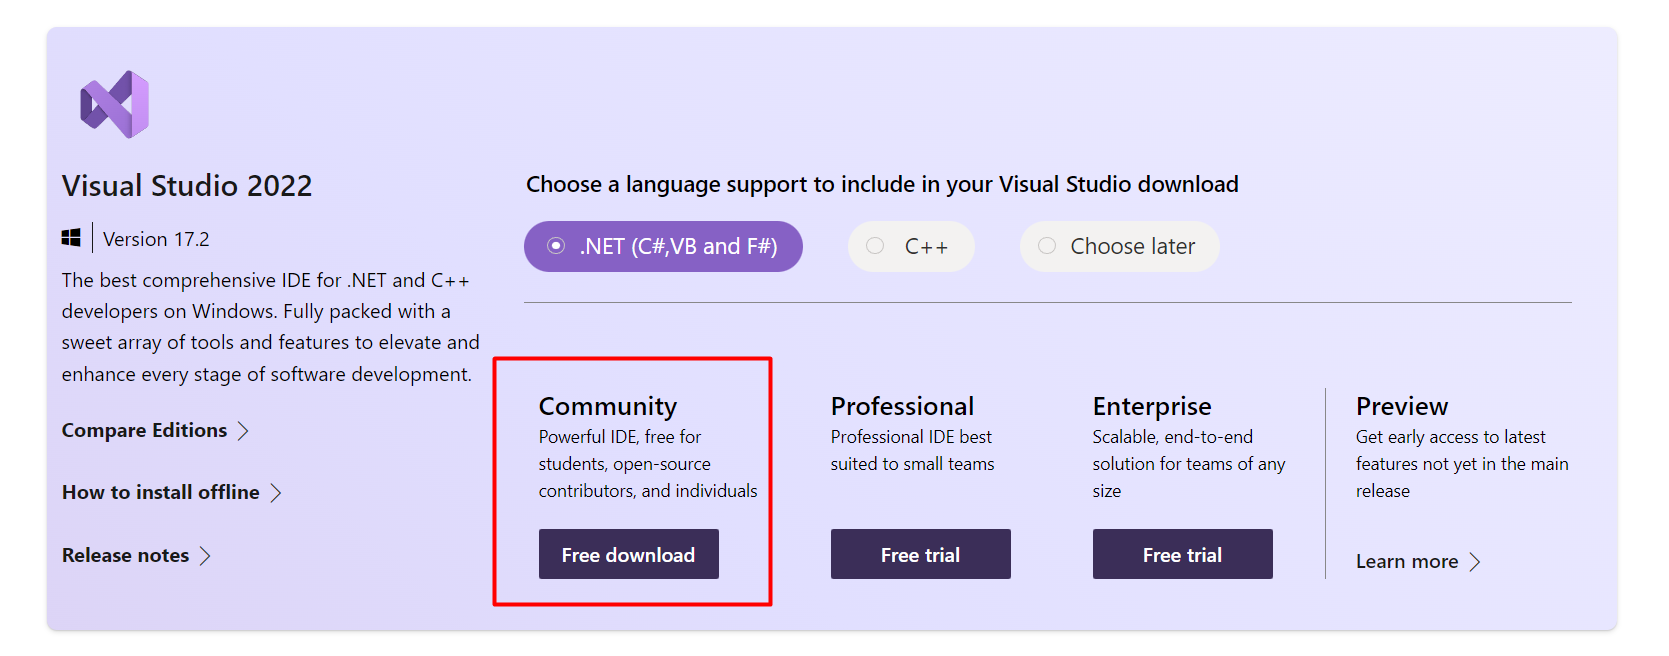 Visual Studio 2022
Version 17.2
The best comprehensive IDE for .NET and C++
developers on Windows. Fully packed with a
sweet array of tools and features to elevate and
enhance every stage of software development.
Compare Editions
How to install offline
Release notes
Choose a language support to include in your Visual Studio download
.NET (C#,VB and F#)
C++
Choose later
Community
Powerful IDE, free for
students, open-source
contributors, and individuals
Free download
Professional
Professional IDE best
suited to small teams
Free trial
Enterprise
Scalable, end-to-end
solution for teams of any
size
Free trial
Preview
Get early access to latest
features not yet in the main
release
Learn more